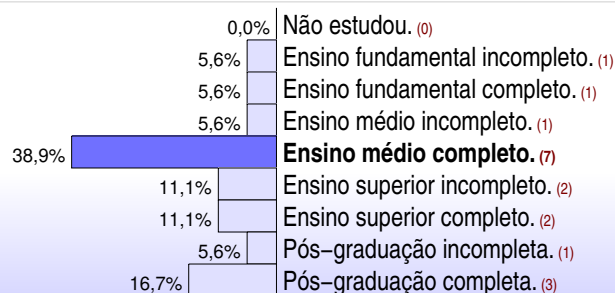 0,0% Não estudou. (0)
5,6% Ensino fundamental incompleto. (1)
5,6% Ensino fundamental completo. (1)
5,6% Ensino médio incompleto. (1)
38,9% Ensino médio completo. (7)
11,1% Ensino superior incompleto. (2)
11,1% Ensino superior completo. (2)
5,6% Pós−graduação incompleta. (1)
16,7% Pós−graduação completa. (3)